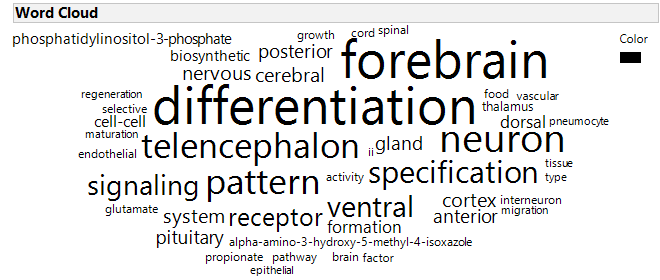 Word Cloud
Color
growth cord spinal
phosphatidylinositol-3-phosphate
biosynthetic posterior forebrain
nervous cerebral
regeneration differentiation food vascular
selective thalamus
cell-cell dorsal pneumocyte
maturation telencephalon gland neuron
endothelial ii
tissue
signaling pattern activity specification type
glutamate ventral cortex interneuron
system receptor anterior migration
formation
pituitary alpha-amino-3-hydroxy-5-methyl-4-isoxazole
propionate pathway brain factor
epithelial